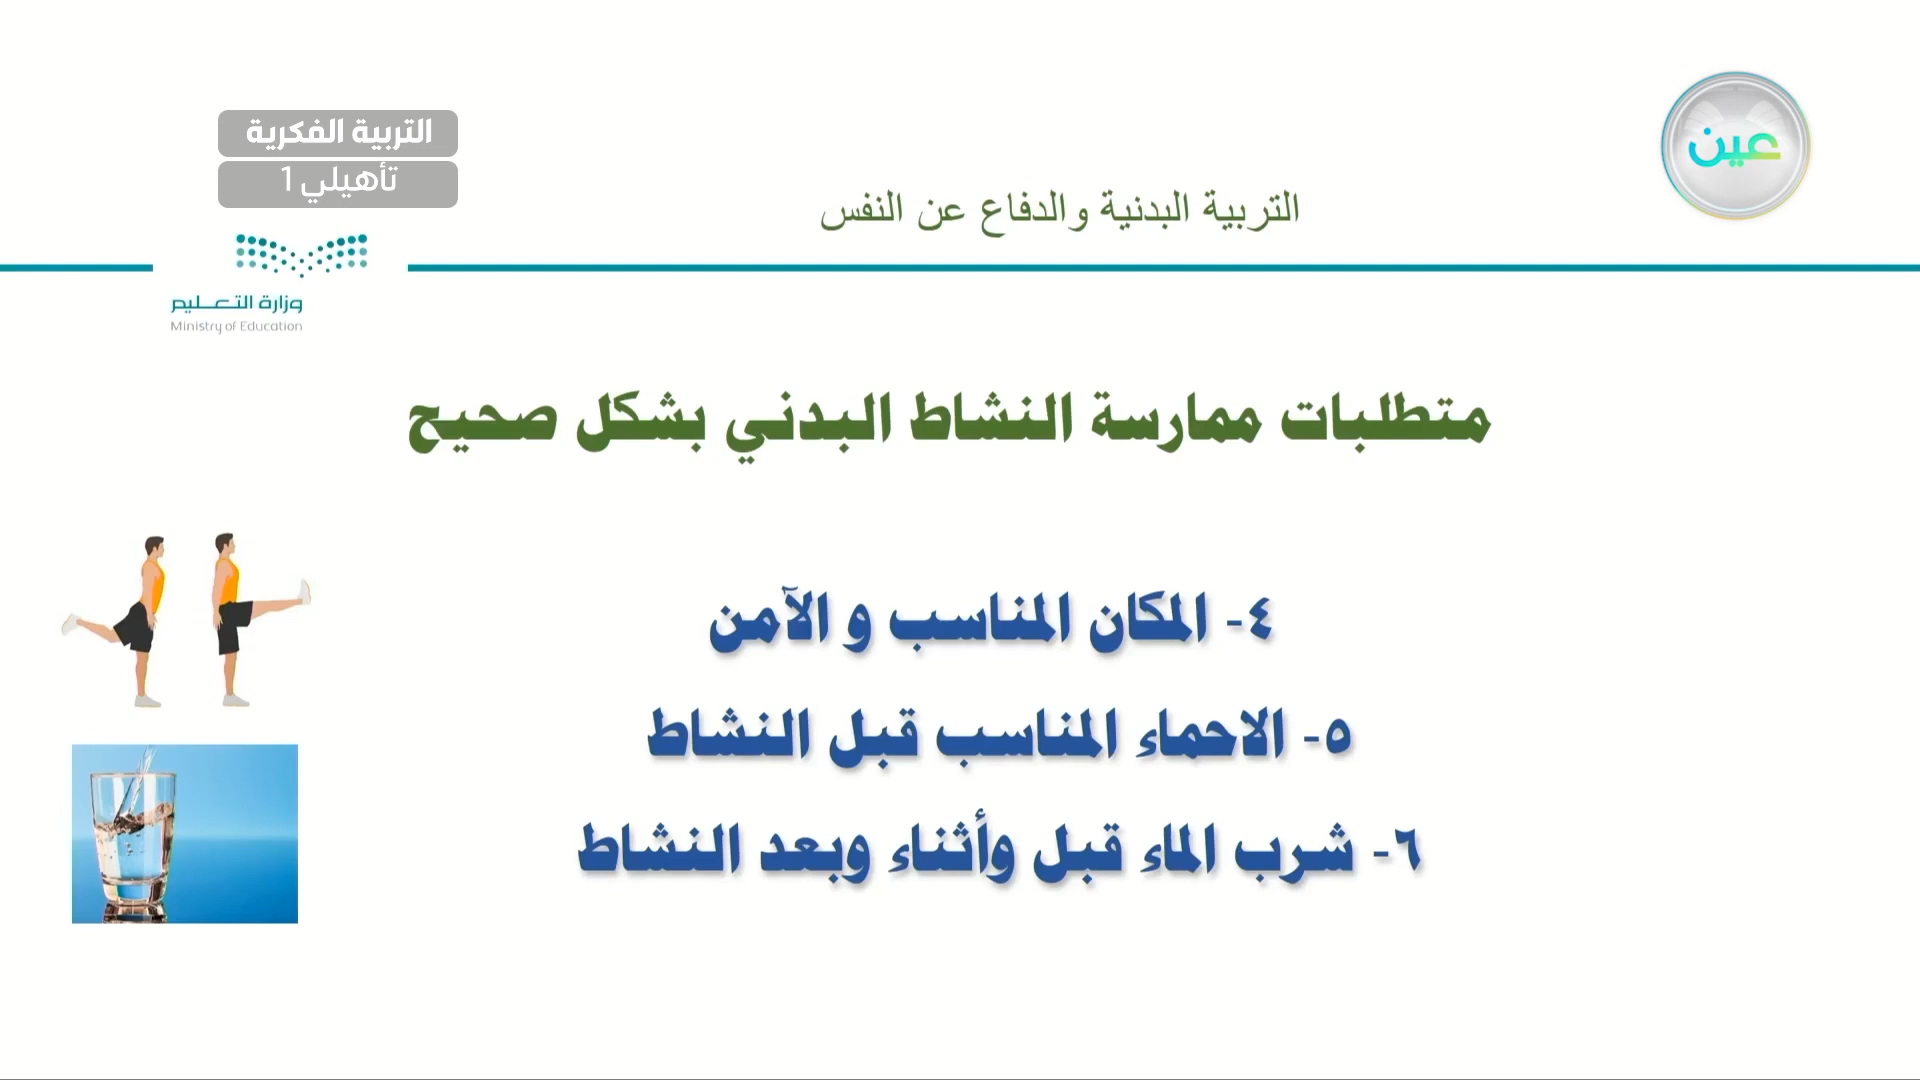 عين
التربية الفكرية
تأهيلي 1
التربية البدنية والدفاع عن النفس
وزارة التعليم
Ministry of Education
متطلبات ممارسة النشاط البدني بشكل صحيح
٤- المكان المناسب و الآمن
٥- الاحماء المناسب قبل النشاط
٦- شرب الماء قبل وأثناء وبعد النشاط